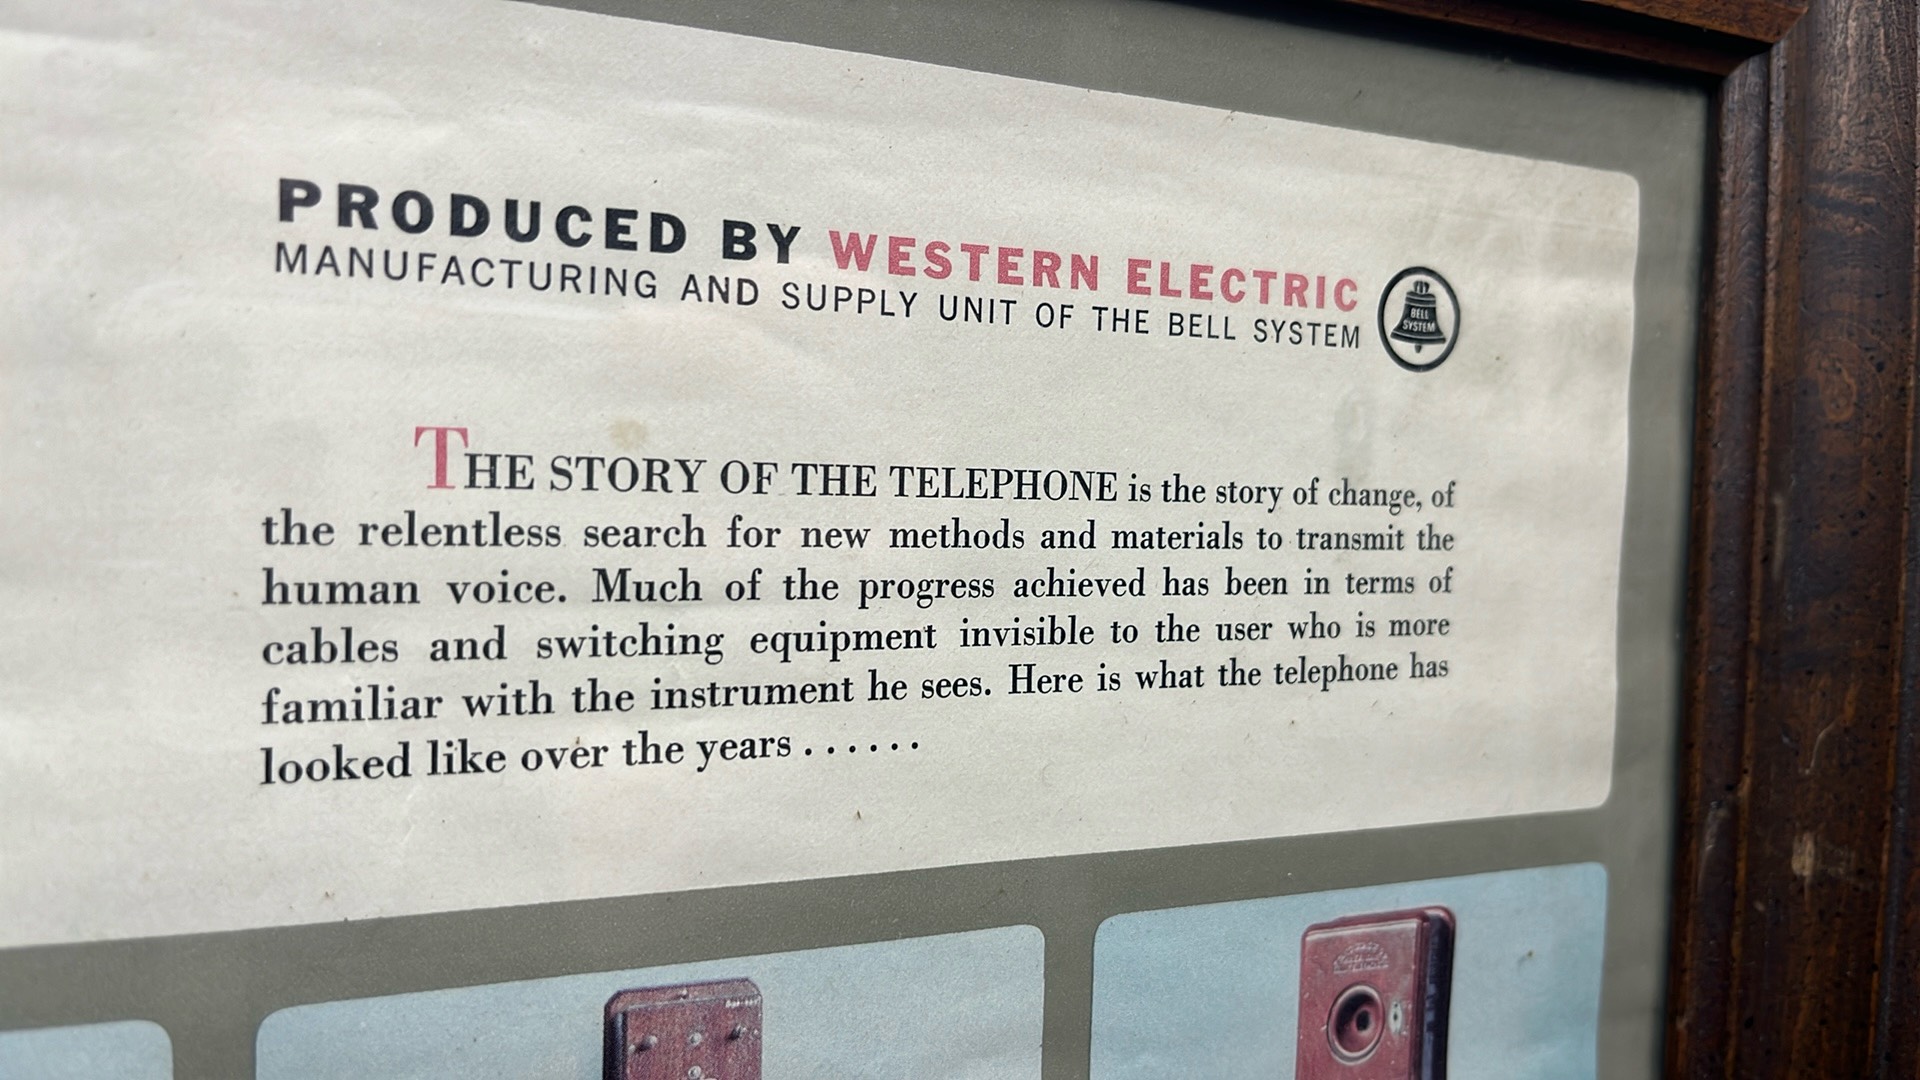 PRODUCED BY WESTERN ELECTRIC
MANUFACTURING AND SUPPLY UNIT OF THE BELL SYSTEM
BELL
SYSTEM
THE STORY OF THE TELEPHONE is the story of change, of
the relentless search for new methods and materials to transmit the
human voice. Much of the progress achieved has been in terms of
cables and switching equipment invisible to the user who is more
familiar with the instrument he sees. Here is what the telephone has
looked like over the years . . . . . .